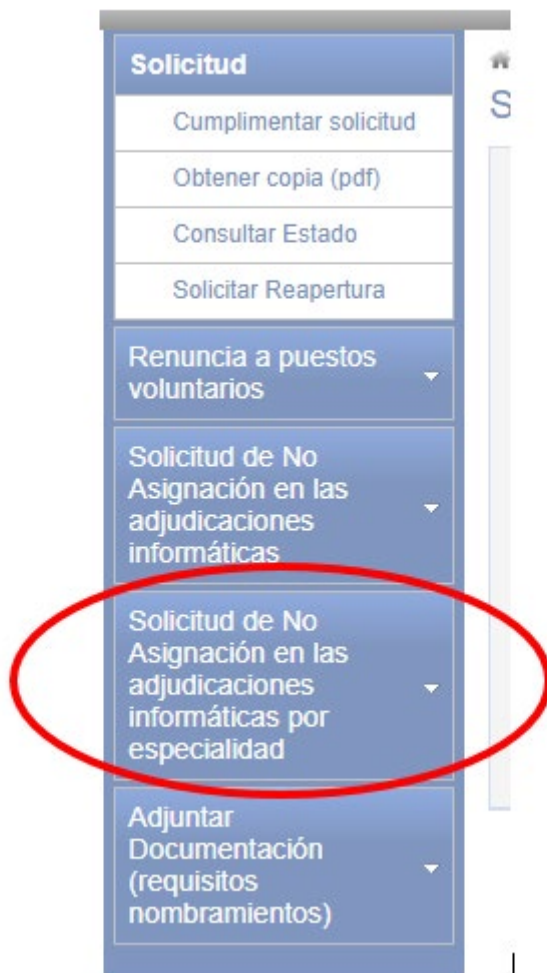 Solicitud
S
Cumplimentar solicitud
Obtener copia (pdf)
Consultar Estado
Solicitar Reapertura
Renuncia a puestos
voluntarios
Solicitud de No
Asignación en las
adjudicaciones
informáticas
Solicitud de No
Asignación en las
adjudicaciones
informáticas por
especialidad
Adjuntar
Documentación
(requisitos
nombramientos)